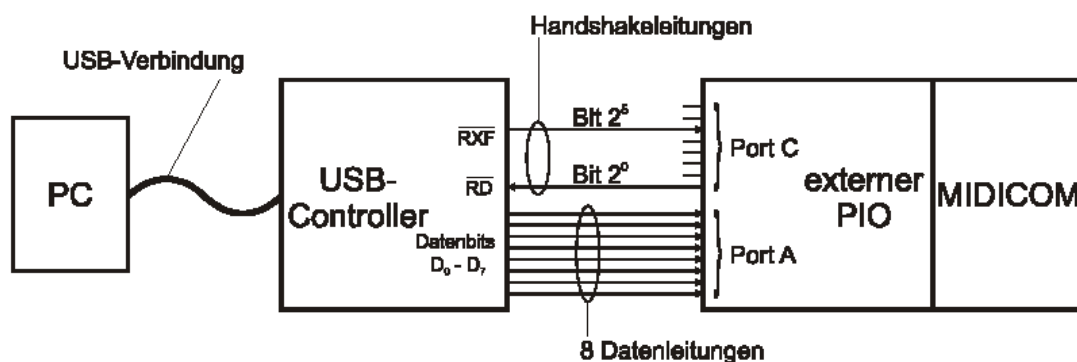 Handshakeleitungen
USB-Verbindung
PC
USB-
Controller
RXF
RD
Datenbits
D0 - D7
Bit 2⁵
Bit 2⁰
Port C
Port A
externer
PIO
MIDICOM
8 Datenleitungen